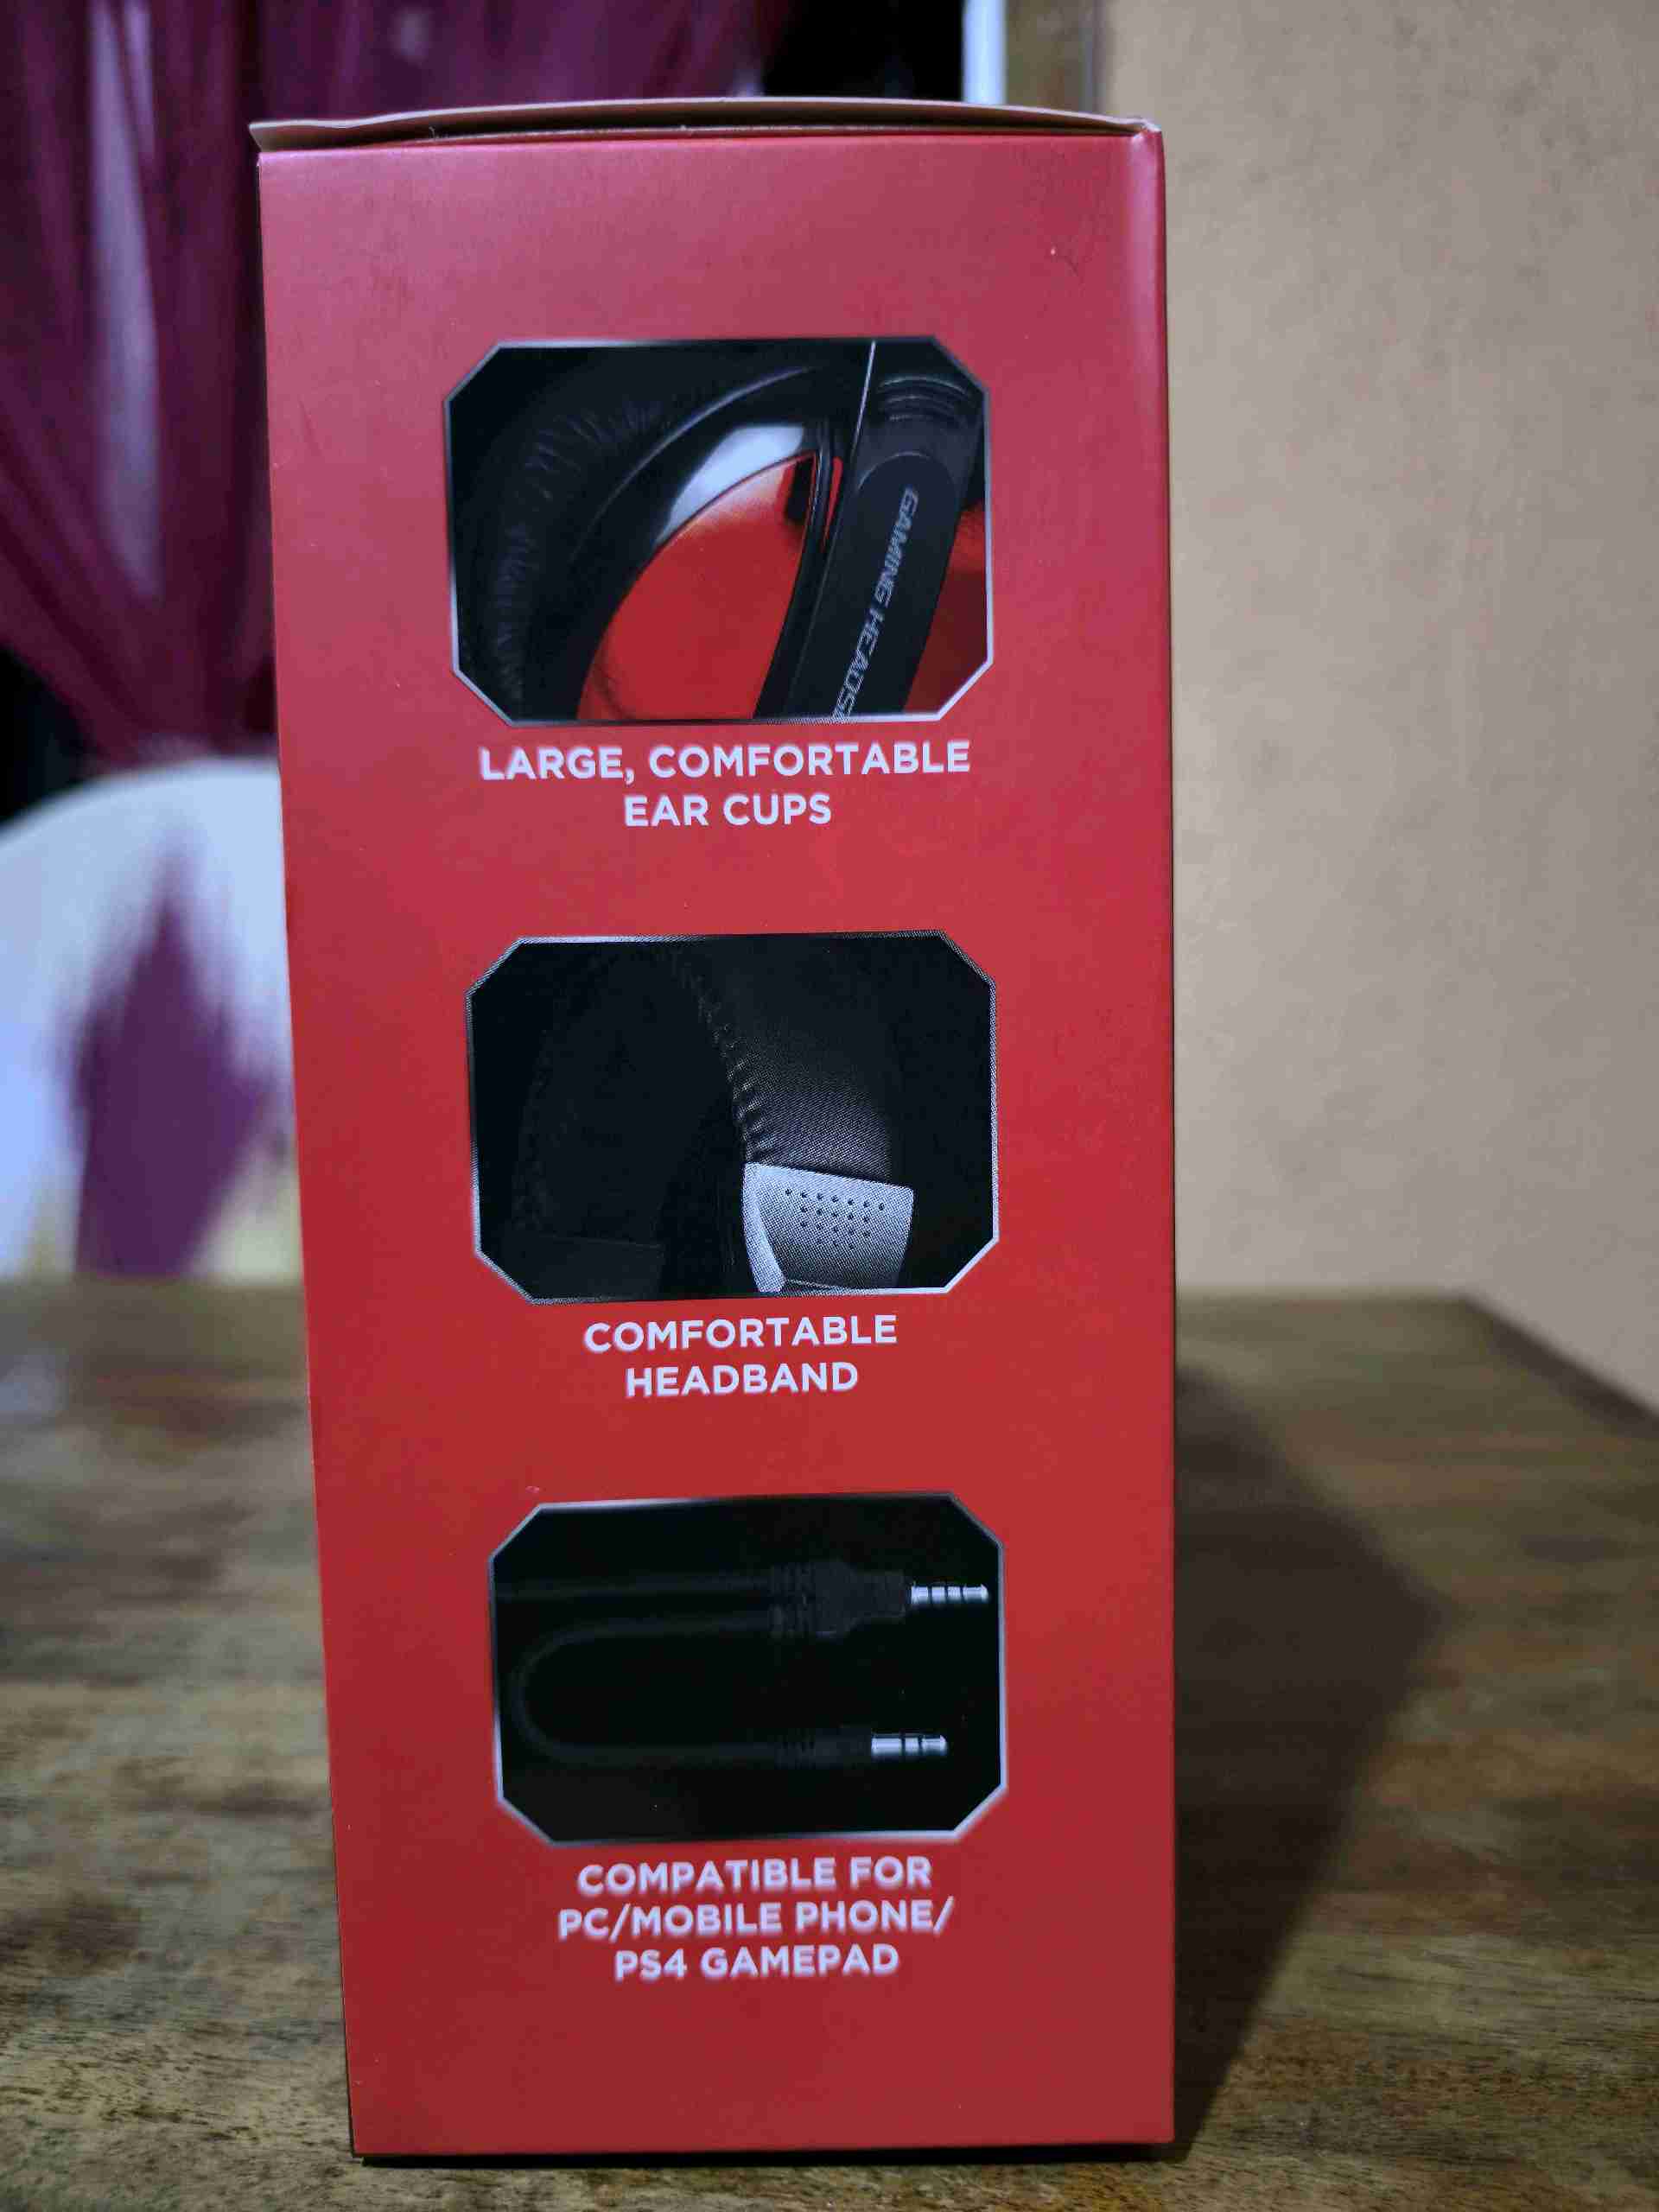 GAMING HEADS
LARGE, COMFORTABLE
EAR CUPS
COMFORTABLE
HEADBAND
COMPATIBLE FOR
PC/MOBILE PHONE/
PS4 GAMEPAD